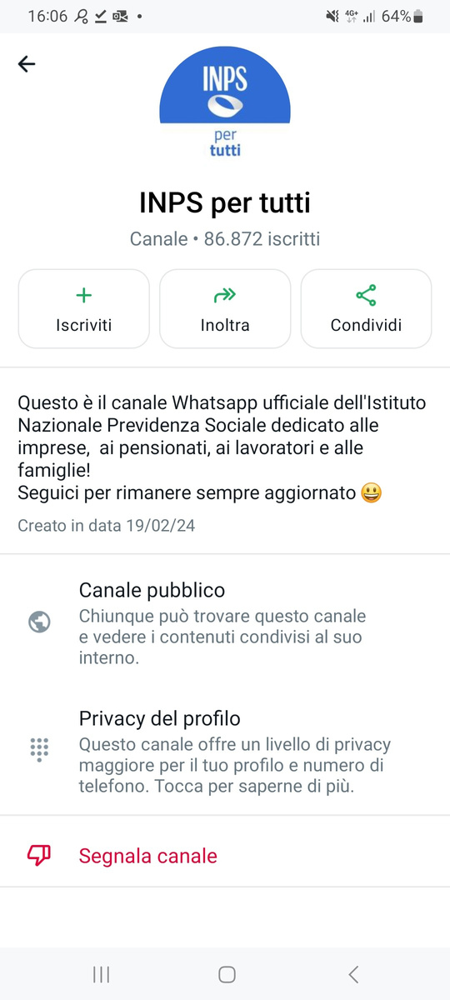 16:06 4G+ 64%
INPS
per
tutti
INPS per tutti
Canale • 86.872 iscritti
Iscriviti Inoltra Condividi
Questo è il canale Whatsapp ufficiale dell'Istituto
Nazionale Previdenza Sociale dedicato alle
imprese,  ai pensionati, ai lavoratori e alle
famiglie!
Seguici per rimanere sempre aggiornato 😃
Creato in data 19/02/24
Canale pubblico
Chiunque può trovare questo canale
e vedere i contenuti condivisi al suo
interno.
Privacy del profilo
Questo canale offre un livello di privacy
maggiore per il tuo profilo e numero di
telefono. Tocca per saperne di più.
Segnala canale